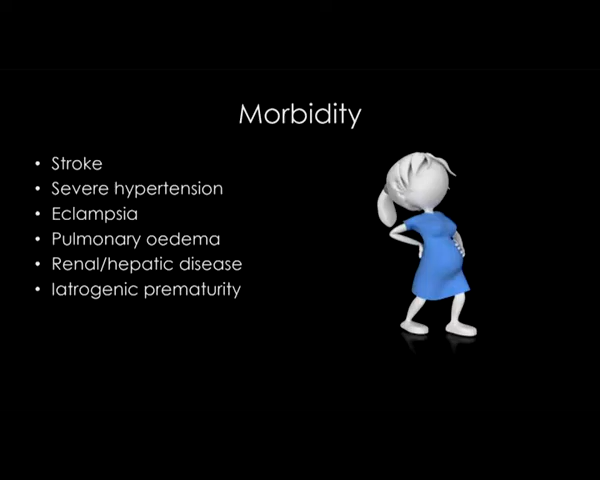 Morbidity
• Stroke
• Severe hypertension
• Eclampsia
• Pulmonary oedema
• Renal/hepatic disease
• Iatrogenic prematurity